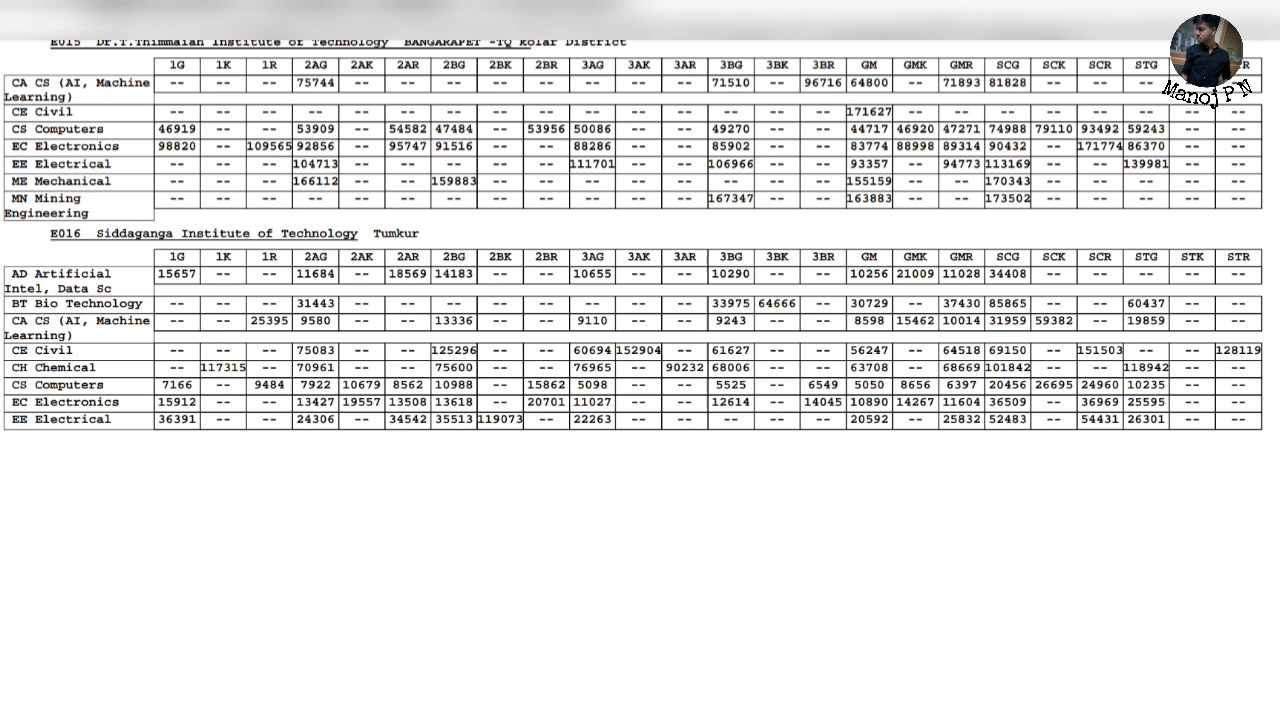 E015 Dr.T.Thimmaiah Institute of Technology BANGARAPET -TQ Kolar District
1G 1K 1R 2AG 2AK 2AR 2BG 2BK 2BR 3AG 3AK 3AR 3BG 3BK 3BR GM GMK GMR SCG SCK SCR STG R
CA CS (AI, Machine Learning) -- -- -- 75744 -- -- -- -- -- -- -- -- 71510 -- 96716 64800 -- 71893 81828 -- -- -- --
CE Civil -- -- -- -- -- -- -- -- -- -- -- -- -- -- -- 171627 -- -- -- -- -- -- -- --
CS Computers 46919 -- -- 53909 -- 54582 47484 -- 53956 50086 -- -- 49270 -- -- 44717 46920 47271 74988 79110 93492 59243 -- --
EC Electronics 98820 -- 109565 92856 -- 95747 91516 -- -- 88286 -- -- 85902 -- -- 83774 88998 89314 90432 -- 171774 86370 -- --
EE Electrical -- -- -- 104713 -- -- -- -- -- 111701 -- -- 106966 -- -- 93357 -- 94773 113169 -- -- 139981 -- --
ME Mechanical -- -- -- 166112 -- -- 159883 -- -- -- -- -- -- -- -- 155159 -- -- 170343 -- -- -- -- --
MN Mining Engineering -- -- -- -- -- -- -- -- -- -- -- -- 167347 -- -- 163883 -- -- 173502 -- -- -- -- --
E016 Siddaganga Institute of Technology Tumkur
1G 1K 1R 2AG 2AK 2AR 2BG 2BK 2BR 3AG 3AK 3AR 3BG 3BK 3BR GM GMK GMR SCG SCK SCR STG STK STR
AD Artificial Intel, Data Sc 15657 -- -- 11684 -- 18569 14183 -- -- 10655 -- -- 10290 -- -- 10256 21009 11028 34408 -- -- -- -- --
BT Bio Technology -- -- -- 31443 -- -- -- -- -- -- -- -- 33975 64666 -- 30729 -- 37430 85865 -- -- 60437 -- --
CA CS (AI, Machine Learning) -- -- 25395 9580 -- -- 13336 -- -- 9110 -- -- 9243 -- -- 8598 15462 10014 31959 59382 -- 19859 -- --
CE Civil -- -- -- 75083 -- -- 125296 -- -- 60694 152904 -- 61627 -- -- 56247 -- 64518 69150 -- 151503 -- -- 128119
CH Chemical -- 117315 -- 70961 -- -- 75600 -- -- 76965 -- 90232 68006 -- -- 63708 -- 68669 101842 -- -- 118942 -- --
CS Computers 7166 -- 9484 7922 10679 8562 10988 -- 15862 5098 -- -- 5525 -- 6549 5050 8656 6397 20456 26695 24960 10235 -- --
EC Electronics 15912 -- -- 13427 19557 13508 13618 -- 20701 11027 -- -- 12614 -- 14045 10890 14267 11604 36509 -- 36969 25595 -- --
EE Electrical 36391 -- -- 24306 -- 34542 35513 119073 -- 22263 -- -- -- -- -- 20592 -- 25832 52483 -- 54431 26301 -- --
Manoj P N